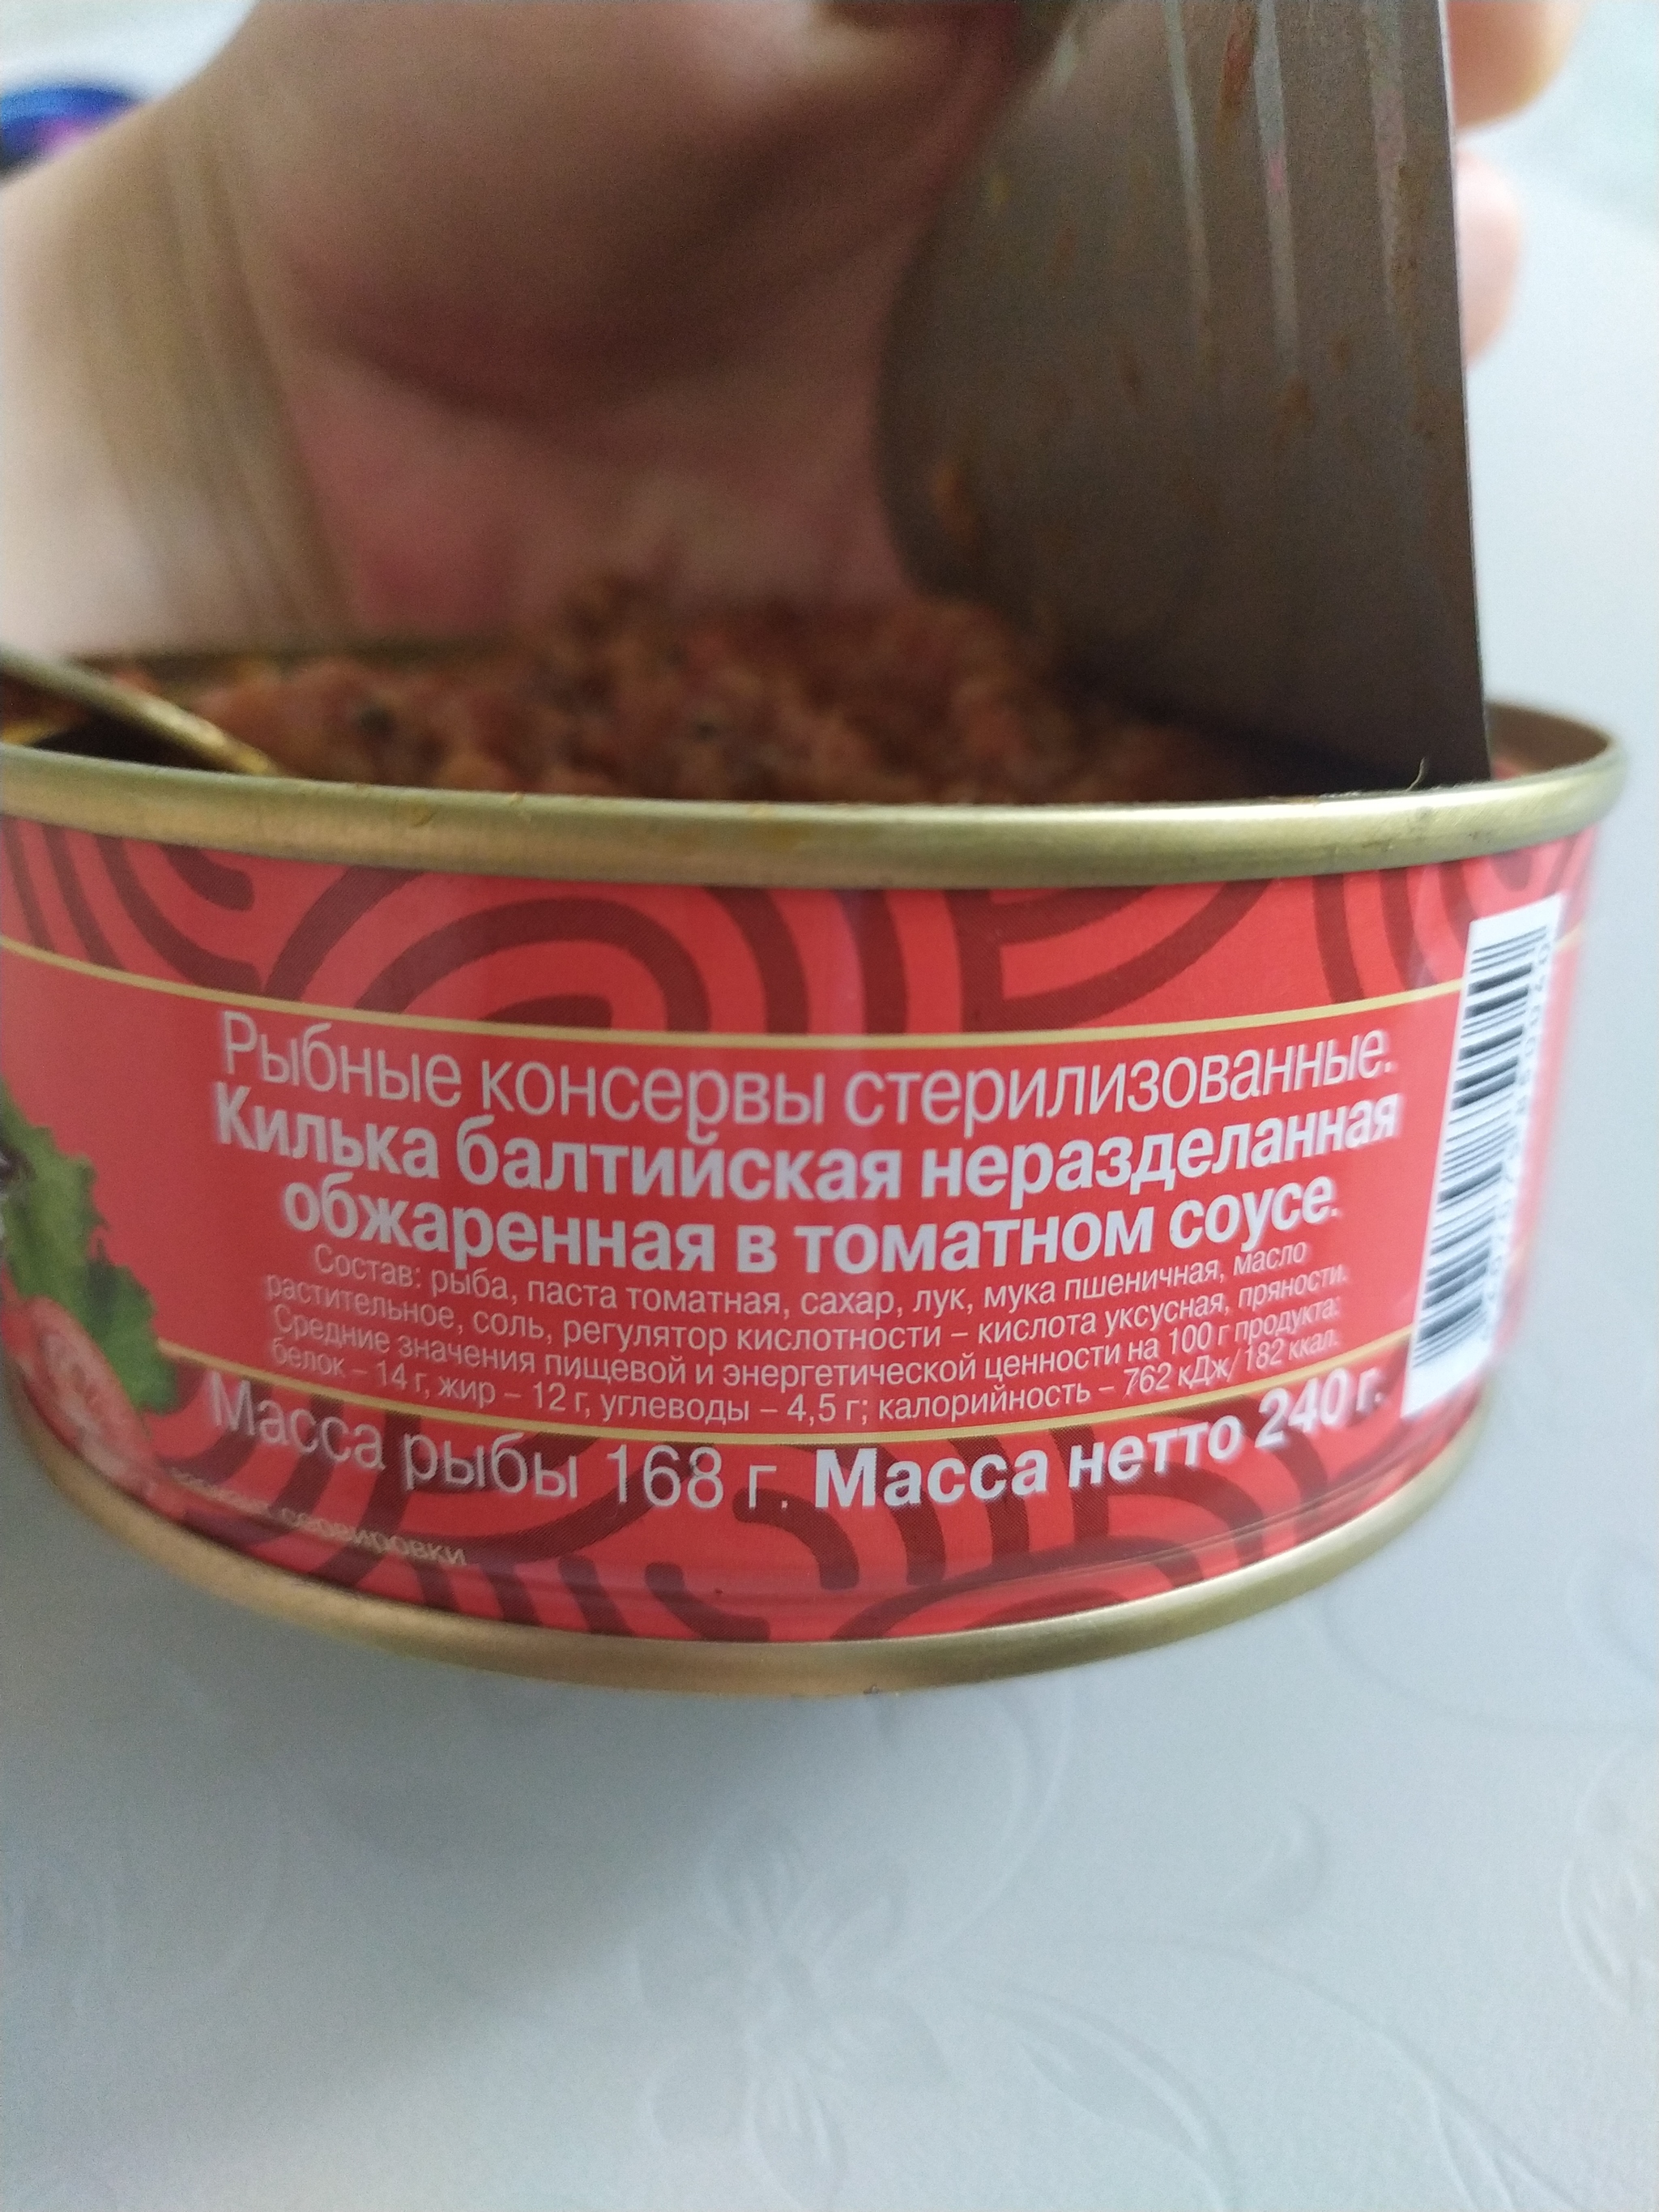 Рыбные консервы стерилизованные.
Килька балтийская неразделанная
обжаренная в томатном соусе.
Состав: рыба, паста томатная, сахар, лук, мука пшеничная, масло
растительное, соль, регулятор кислотности – кислота уксусная, пряности.
Средние значения пищевой и энергетической ценности на 100 г продукта:
белок – 14 г, жир – 12 г, углеводы – 4,5 г; калорийность – 762 кДж/182 ккал.
Масса рыбы 168 г. Масса нетто 240 г.
сервировки